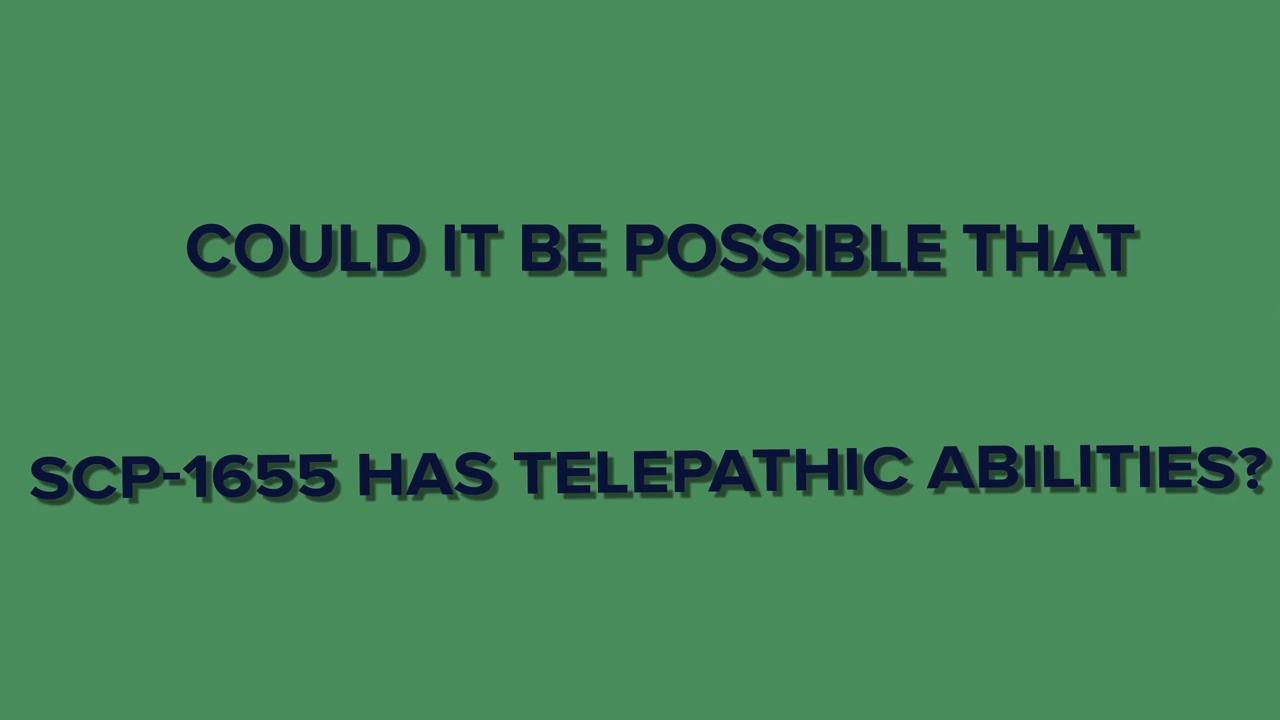 COULD IT BE POSSIBLE THAT
SCP-1655 HAS TELEPATHIC ABILITIES?